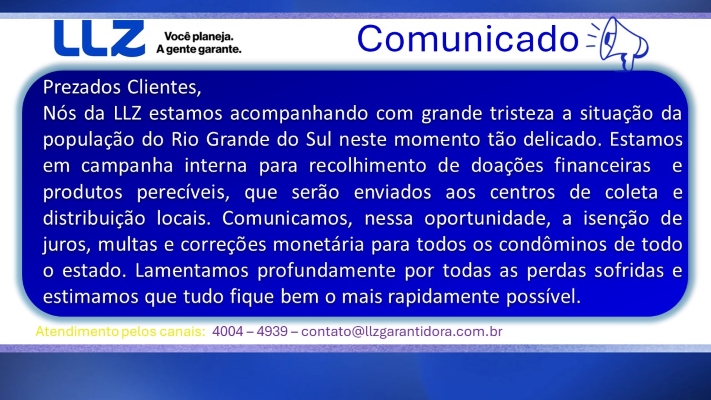 LLZ
Você planeja.
A gente garante.
Comunicado
Prezados Clientes,
Nós da LLZ estamos acompanhando com grande tristeza a situação da
população do Rio Grande do Sul neste momento tão delicado. Estamos
em campanha interna para recolhimento de doações financeiras e
produtos perecíveis, que serão enviados aos centros de coleta e
distribuição locais. Comunicamos, nessa oportunidade, a isenção de
juros, multas e correções monetária para todos os condôminos de todo
o estado. Lamentamos profundamente por todas as perdas sofridas e
estimamos que tudo fique bem o mais rapidamente possível.
Atendimento pelos canais: 4004 – 4939 – contato@llzgarantidora.com.br